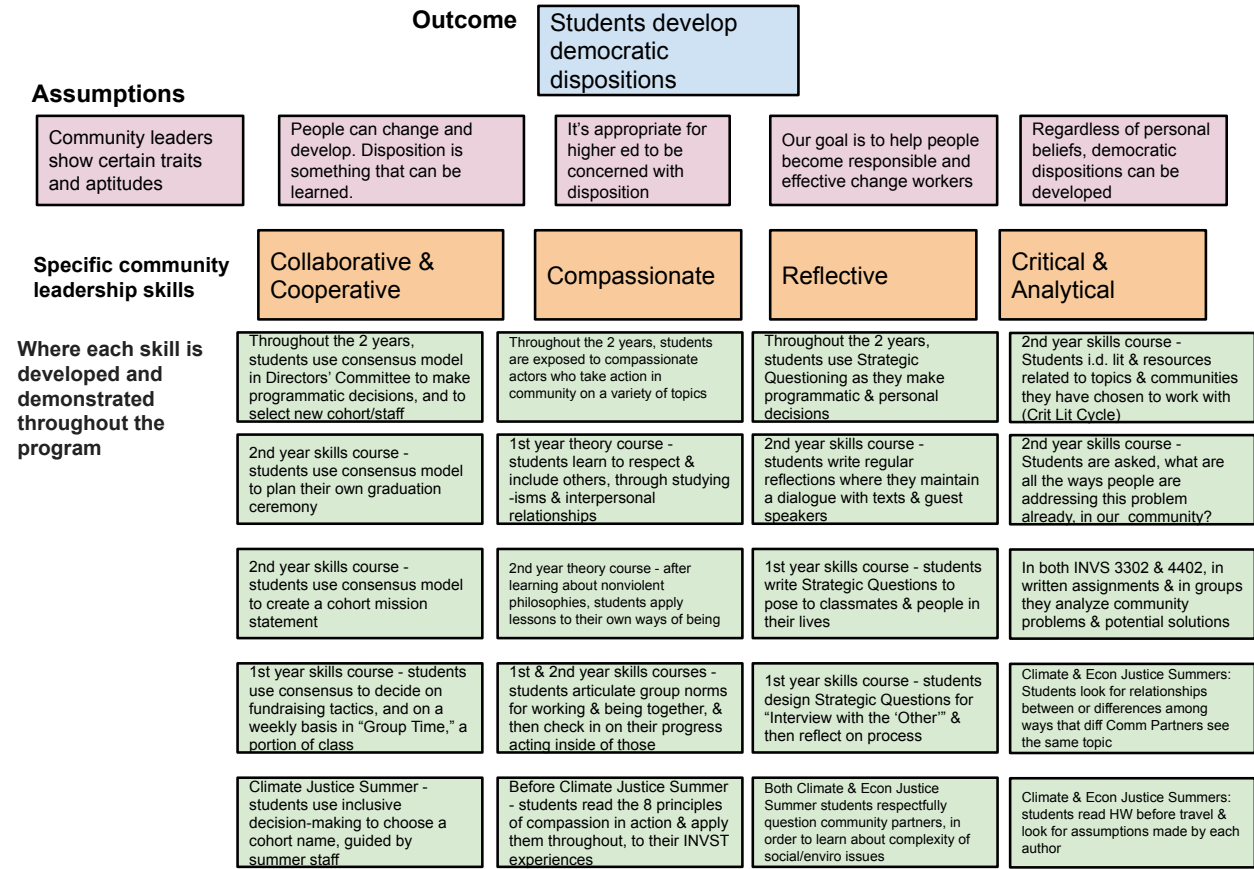 Outcome
Students develop
democratic
dispositions
Assumptions
Community leaders
show certain traits
and aptitudes
People can change and
develop. Disposition is
something that can be
learned.
It's appropriate for
higher ed to be
concerned with
disposition
Our goal is to help people
become responsible and
effective change workers
Regardless of personal
beliefs, democratic
dispositions can be
developed
Specific community
leadership skills
Collaborative &
Cooperative
Compassionate
Reflective
Critical &
Analytical
Where each skill is
developed and
demonstrated
throughout the
program
Throughout the 2 years,
students use consensus model
in Directors' Committee to make
programmatic decisions, and to
select new cohort/staff
Throughout the 2 years, students
are exposed to compassionate
actors who take action in
community on a variety of topics
Throughout the 2 years,
students use Strategic
Questioning as they make
programmatic & personal
decisions
2nd year skills course -
Students i.d. lit & resources
related to topics & communities
they have chosen to work with
(Crit Lit Cycle)
2nd year skills course -
students use consensus model
to plan their own graduation
ceremony
1st year theory course -
students learn to respect &
include others, through studying
-isms & interpersonal
relationships
2nd year skills course -
students write regular
reflections where they maintain
a dialogue with texts & guest
speakers
2nd year skills course -
Students are asked, what are
all the ways people are
addressing this problem
already, in our community?
2nd year skills course -
students use consensus model
to create a cohort mission
statement
2nd year theory course - after
learning about nonviolent
philosophies, students apply
lessons to their own ways of being
1st year skills course - students
write Strategic Questions to
pose to classmates & people in
their lives
In both INVS 3302 & 4402, in
written assignments & in groups
they analyze community
problems & potential solutions
1st year skills course - students
use consensus to decide on
fundraising tactics, and on a
weekly basis in "Group Time," a
portion of class
1st & 2nd year skills courses -
students articulate group norms
for working & being together, &
then check in on their progress
acting inside of those
1st year skills course - students
design Strategic Questions for
"Interview with the 'Other'" &
then reflect on process
Climate & Econ Justice Summers:
Students look for relationships
between or differences among
ways that diff Comm Partners see
the same topic
Climate Justice Summer -
students use inclusive
decision-making to choose a
cohort name, guided by
summer staff
Before Climate Justice Summer
- students read the 8 principles
of compassion in action & apply
them throughout, to their INVST
experiences
Both Climate & Econ Justice
Summer students respectfully
question community partners, in
order to learn about complexity of
social/enviro issues
Climate & Econ Justice Summers:
students read HW before travel &
look for assumptions made by each
author